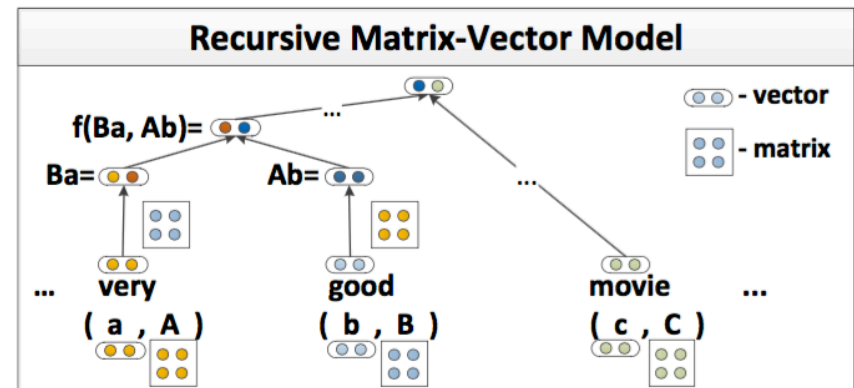 Recursive Matrix-Vector Model
... - vector
f(Ba, Ab)=
- matrix
Ba= Ab= ...
... very good movie ...
( a , A ) ( b , B ) ( c , C )